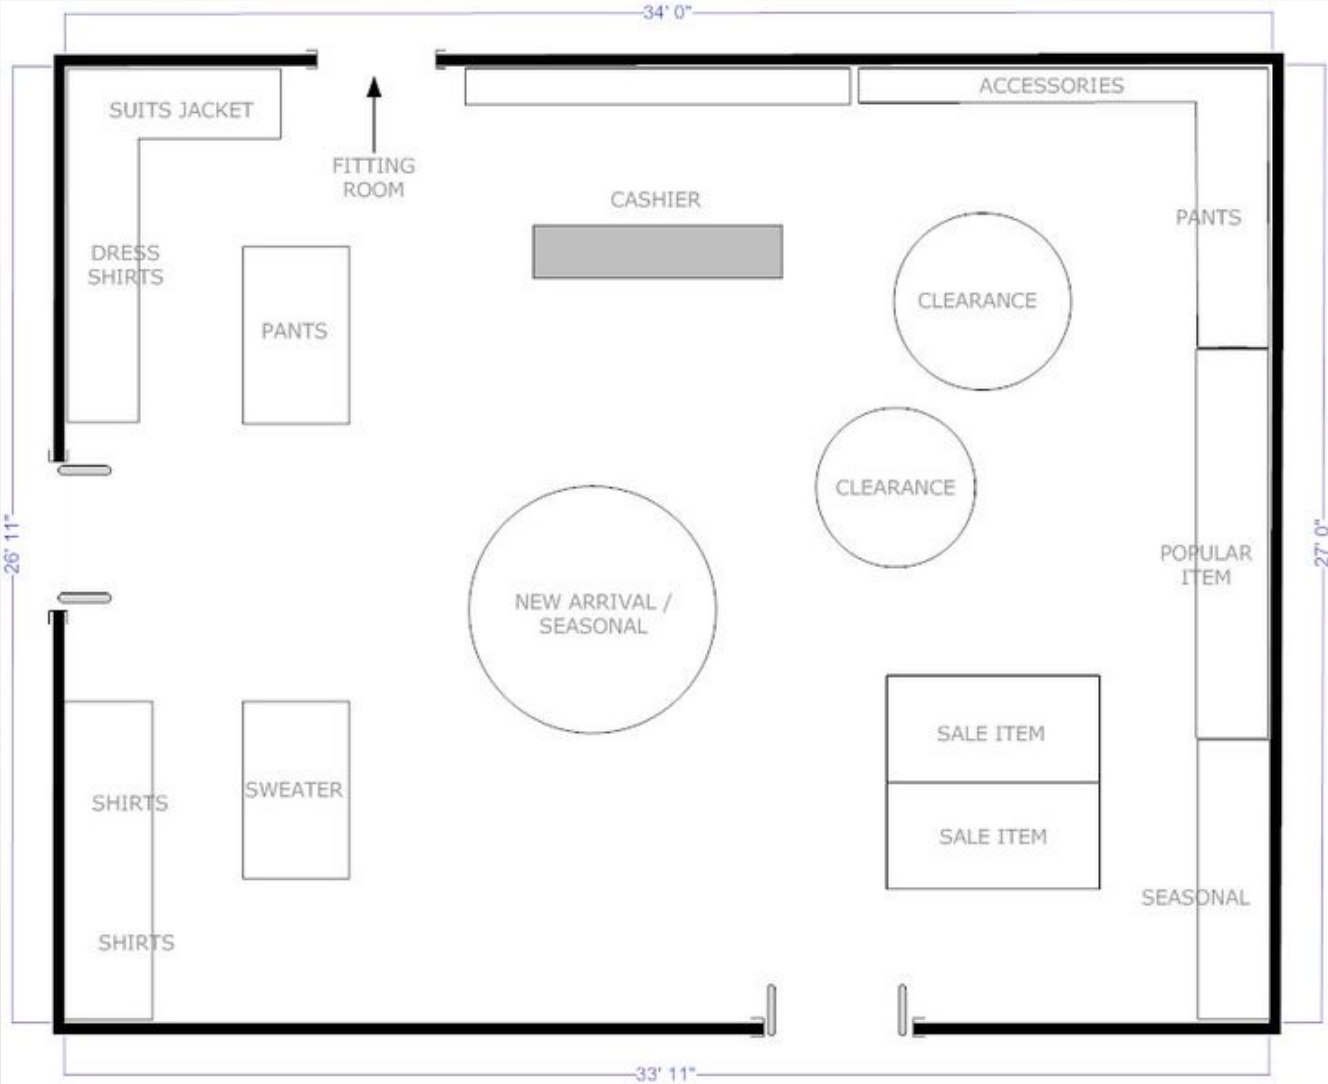 34' 0"
SUITS JACKET
ACCESSORIES
FITTING
ROOM
CASHIER
PANTS
DRESS
SHIRTS
CLEARANCE
PANTS
CLEARANCE
26' 11"
27' 0"
POPULAR
ITEM
NEW ARRIVAL /
SEASONAL
SALE ITEM
SWEATER
SHIRTS
SALE ITEM
SEASONAL
SHIRTS
33' 11"